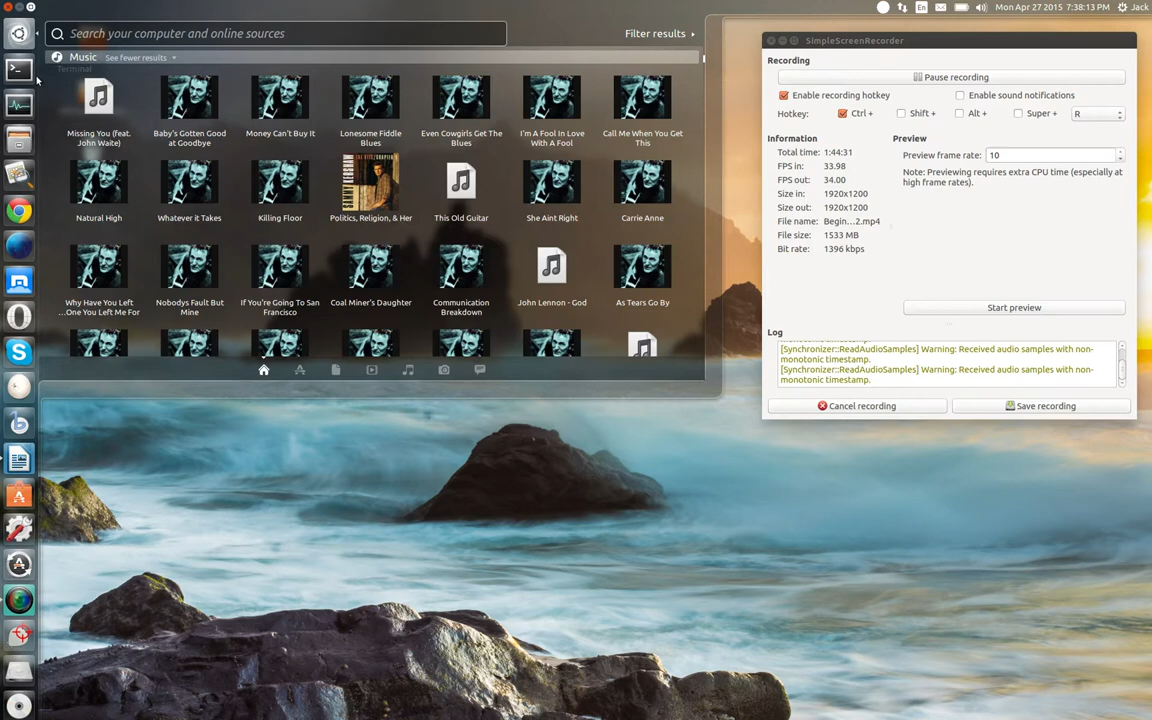 En
Mon Apr 27 2015 7:38:13 PM
Jack
Search your computer and online sources
Filter results
Music
See fewer results
Terminal
Missing You (feat.
John Waite)
Baby's Gotten Good
at Goodbye
Money Can't Buy It
Lonesome Fiddle
Blues
Even Cowgirls Get The
Blues
I'm A Fool In Love
With A Fool
Call Me When You Get
This
Natural High
Whatever it Takes
Killing Floor
Politics, Religion, & Her
This Old Guitar
She Aint Right
Carrie Anne
Why Have You Left
...One You Left Me For
Nobodys Fault But
Mine
If You're Going To San
Francisco
Coal Miner's Daughter
Communication
Breakdown
John Lennon - God
As Tears Go By
SimpleScreenRecorder
Recording
Pause recording
Enable recording hotkey
Enable sound notifications
Hotkey:
Ctrl +
Shift +
Alt +
Super +
R
Information
Total time: 1:44:31
FPS in: 33.98
FPS out: 34.00
Size in: 1920x1200
Size out: 1920x1200
File name: Begin...2.mp4
File size: 1533 MB
Bit rate: 1396 kbps
Preview
Preview frame rate: 10
Note: Previewing requires extra CPU time (especially at
high frame rates).
Start preview
Log
monotonic timestamp.
[Synchronizer::ReadAudioSamples] Warning: Received audio samples with non-
monotonic timestamp.
[Synchronizer::ReadAudioSamples] Warning: Received audio samples with non-
monotonic timestamp.
Cancel recording
Save recording